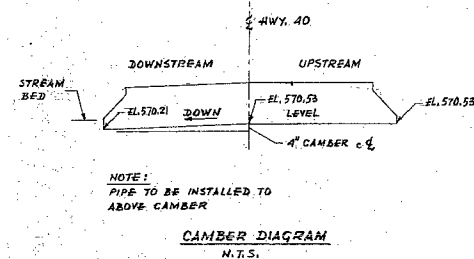 ℄ HWY. 40
DOWNSTREAM
UPSTREAM
STREAM
BED
EL. 570.21
DOWN
EL. 570.53
LEVEL
EL. 570.53
4" CAMBER @ ℄
NOTE:
PIPE TO BE INSTALLED TO
ABOVE CAMBER
CAMBER DIAGRAM
N.T.S.